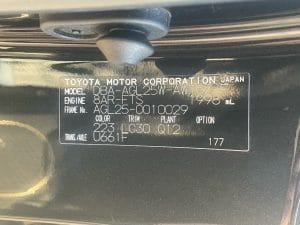 TOYOTA MOTOR CORPORATION JAPAN
MODEL DBA-AGL25W-AW
ENGINE 8AR-FTS 1998 mL
FRAME No. AGL25-0010029
COLOR TRIM PLANT OPTION
223 LC30 Q12
TRANS/AXLE U661F
177